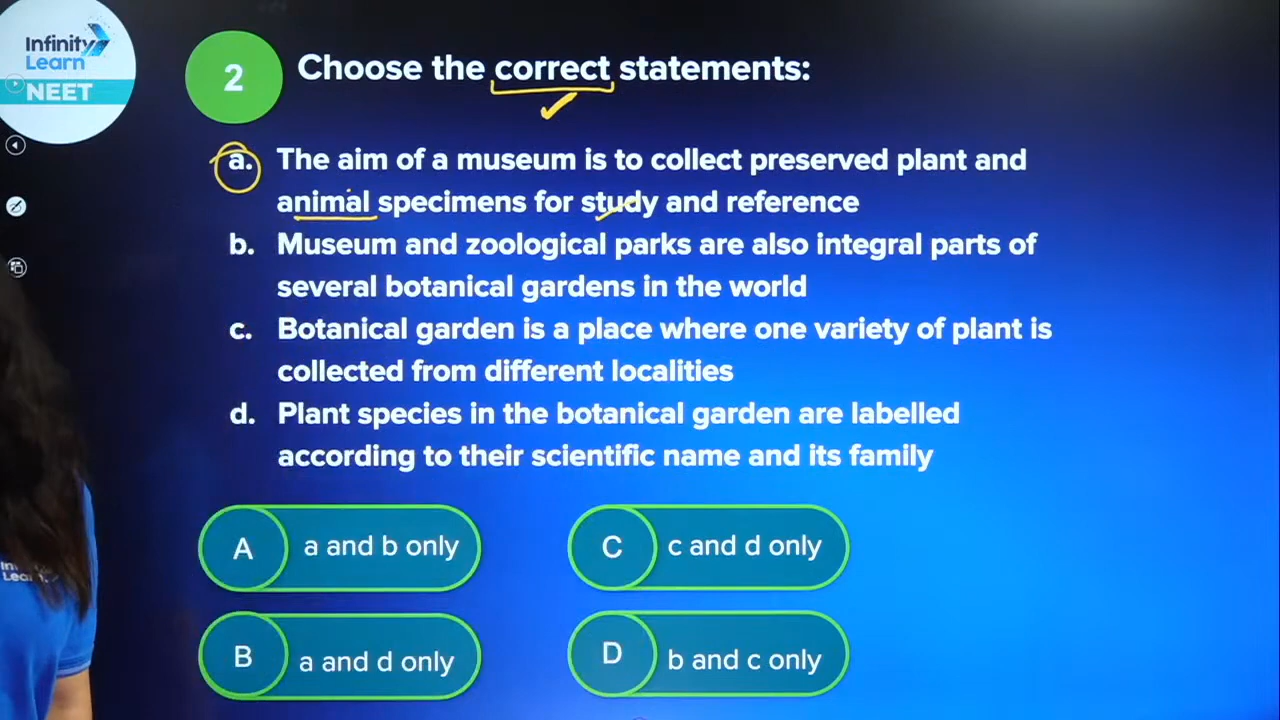 Infinity
Learn
NEET
2
Choose the correct statements:
a. The aim of a museum is to collect preserved plant and
animal specimens for study and reference
b. Museum and zoological parks are also integral parts of
several botanical gardens in the world
c. Botanical garden is a place where one variety of plant is
collected from different localities
d. Plant species in the botanical garden are labelled
according to their scientific name and its family
A a and b only
C c and d only
B a and d only
D b and c only